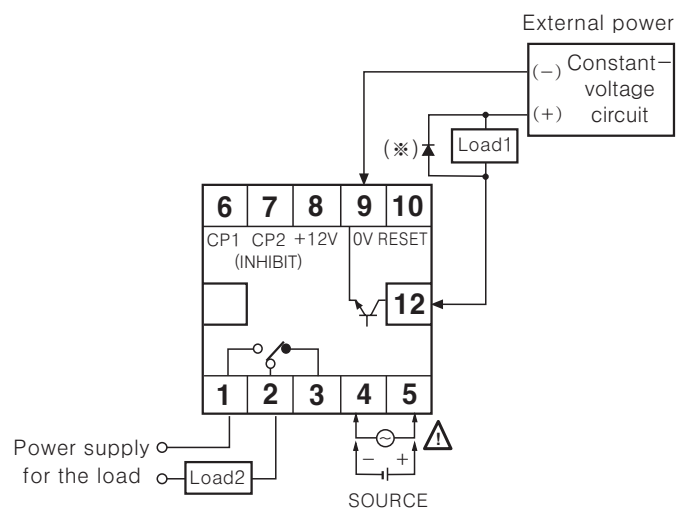 External power
(−) Constant−
voltage
(+) circuit
(※)
Load1
6 7 8 9 10
CP1 CP2 +12V 0V RESET
(INHIBIT)
12
1 2 3 4 5
Power supply
for the load
Load2
− +
SOURCE